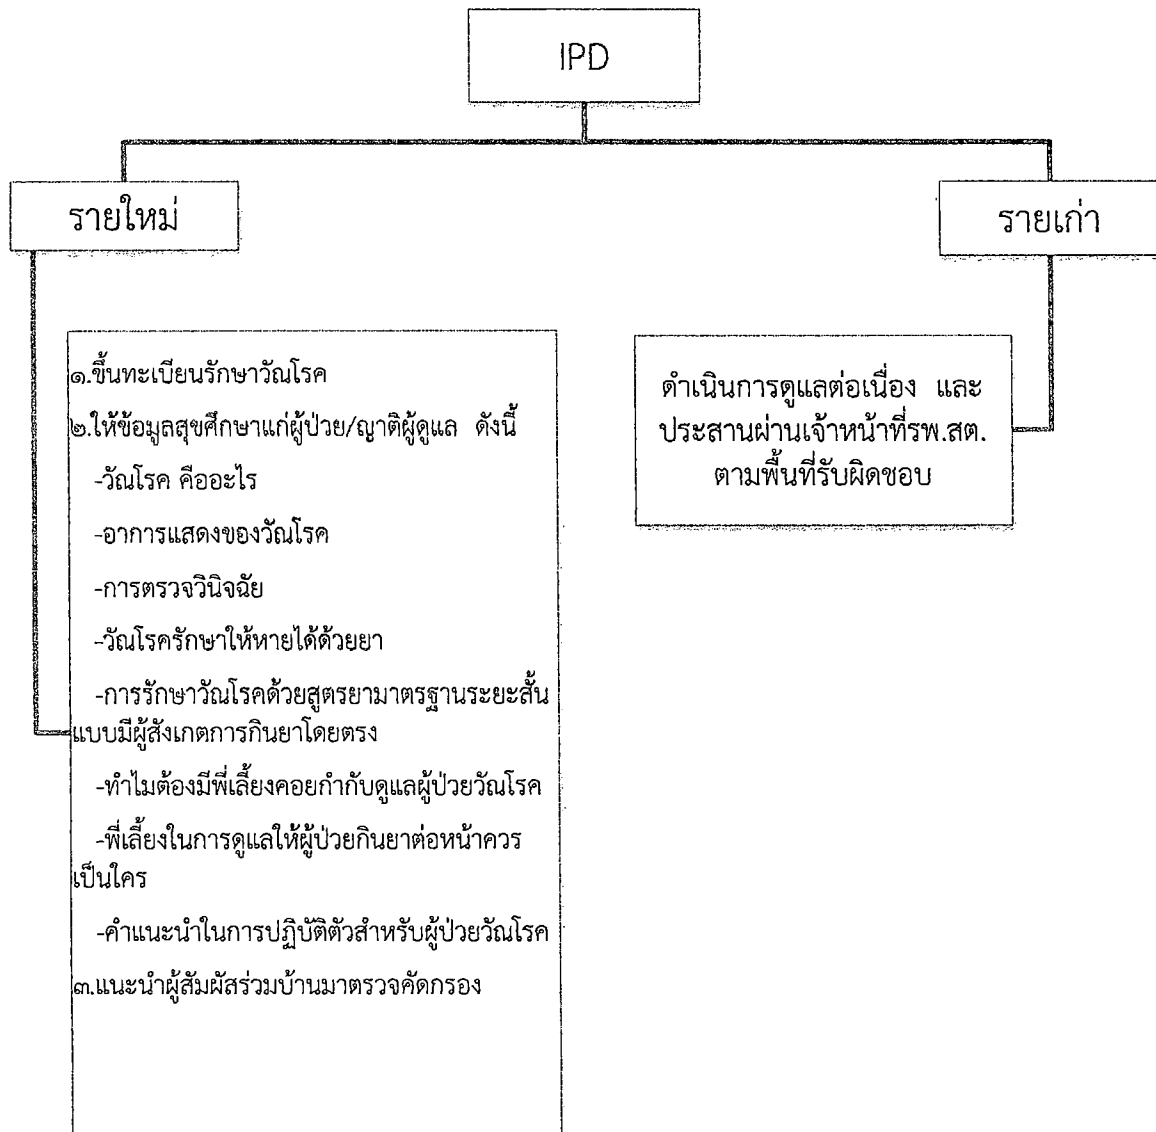 IPD
รายใหม่
รายเก่า
๑.ขึ้นทะเบียนรักษาวัณโรค
๒.ให้ข้อมูลสุขศึกษาแก่ผู้ป่วย/ญาติผู้ดูแล ดังนี้
-วัณโรค คืออะไร
-อาการแสดงของวัณโรค
-การตรวจวินิจฉัย
-วัณโรครักษาให้หายได้ด้วยยา
-การรักษาวัณโรคด้วยสูตรยามาตรฐานระยะสั้น
แบบมีผู้สังเกตการกินยาโดยตรง
-ทำไมต้องมีพี่เลี้ยงคอยกำกับดูแลผู้ป่วยวัณโรค
-พี่เลี้ยงในการดูแลให้ผู้ป่วยกินยาต่อหน้าควร
เป็นใคร
-คำแนะนำในการปฏิบัติตัวสำหรับผู้ป่วยวัณโรค
๓.แนะนำผู้สัมผัสร่วมบ้านมาตรวจคัดกรอง
ดำเนินการดูแลต่อเนื่อง และ
ประสานผ่านเจ้าหน้าที่รพ.สต.
ตามพื้นที่รับผิดชอบ